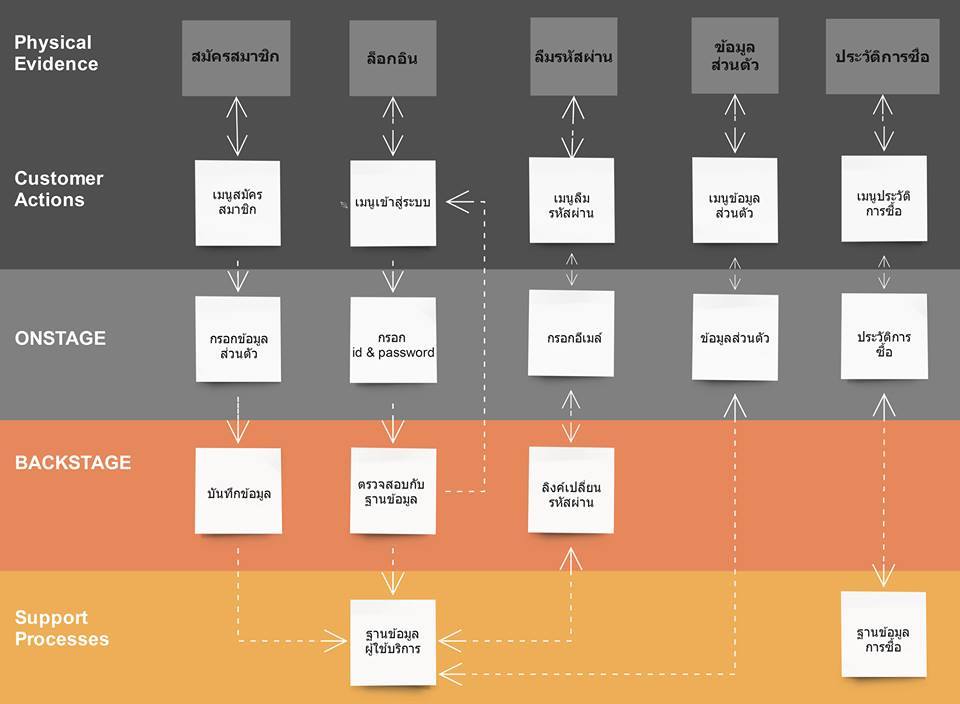 Physical
Evidence
สมัครสมาชิก
ล็อกอิน
ลืมรหัสผ่าน
ข้อมูล
ส่วนตัว
ประวัติการซื่อ
Customer
Actions
เมนูสมัคร
สมาชิก
เมนูเข้าสู่ระบบ
เมนูลืม
รหัสผ่าน
เมนูข้อมูล
ส่วนตัว
เมนูประวัติ
การซื้อ
ONSTAGE
กรอกข้อมูล
ส่วนตัว
กรอก
id & password
กรอกอีเมล์
ข้อมูลส่วนตัว
ประวัติการ
ซื้อ
BACKSTAGE
บันทึกข้อมูล
ตรวจสอบกับ
ฐานข้อมูล
ลิงค์เปลี่ยน
รหัสผ่าน
Support
Processes
ฐานข้อมูล
ผู้ใช้บริการ
ฐานข้อมูล
การซื้อ